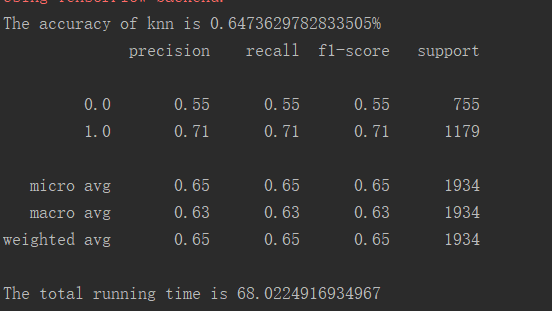 Using TensorFlow backend.
The accuracy of knn is 0.6473629782833505%
precision recall f1-score support
0.0 0.55 0.55 0.55 755
1.0 0.71 0.71 0.71 1179
micro avg 0.65 0.65 0.65 1934
macro avg 0.63 0.63 0.63 1934
weighted avg 0.65 0.65 0.65 1934
The total running time is 68.0224916934967